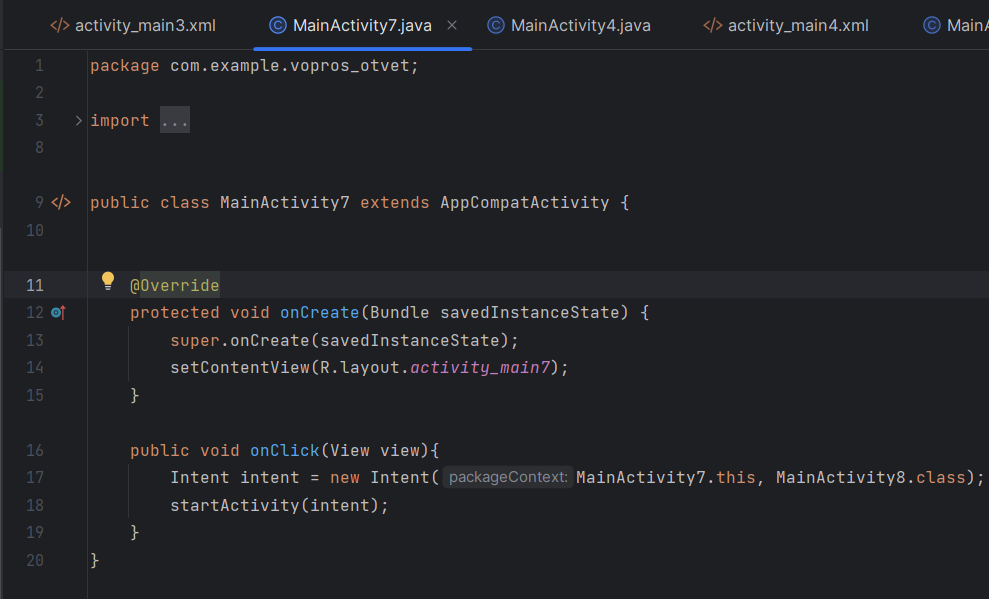 activity_main3.xml MainActivity7.java MainActivity4.java activity_main4.xml MainA
1 package com.example.vopros_otvet;
2
3 import ...
8
9 public class MainActivity7 extends AppCompatActivity {
10
11 @Override
12 protected void onCreate(Bundle savedInstanceState) {
13 super.onCreate(savedInstanceState);
14 setContentView(R.layout.activity_main7);
15 }
16 public void onClick(View view){
17 Intent intent = new Intent( packageContext: MainActivity7.this, MainActivity8.class);
18 startActivity(intent);
19 }
20 }